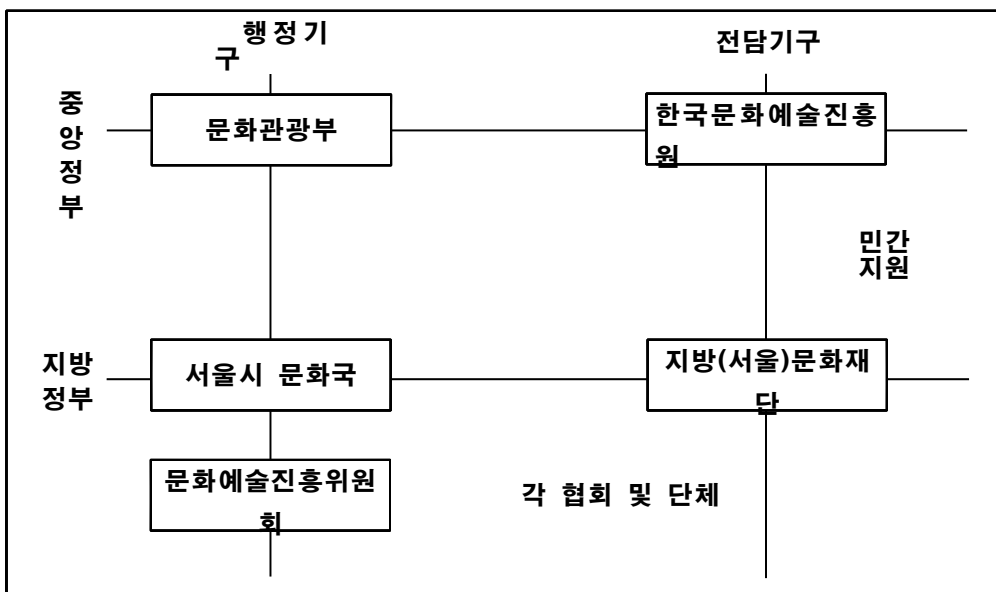 행정기
구
전담기구
중
앙
정
부
문화관광부
한국문화예술진흥
원
민간
지원
지방
정부
서울시 문화국
지방(서울)문화재
단
문화예술진흥위원
회
각 협회 및 단체